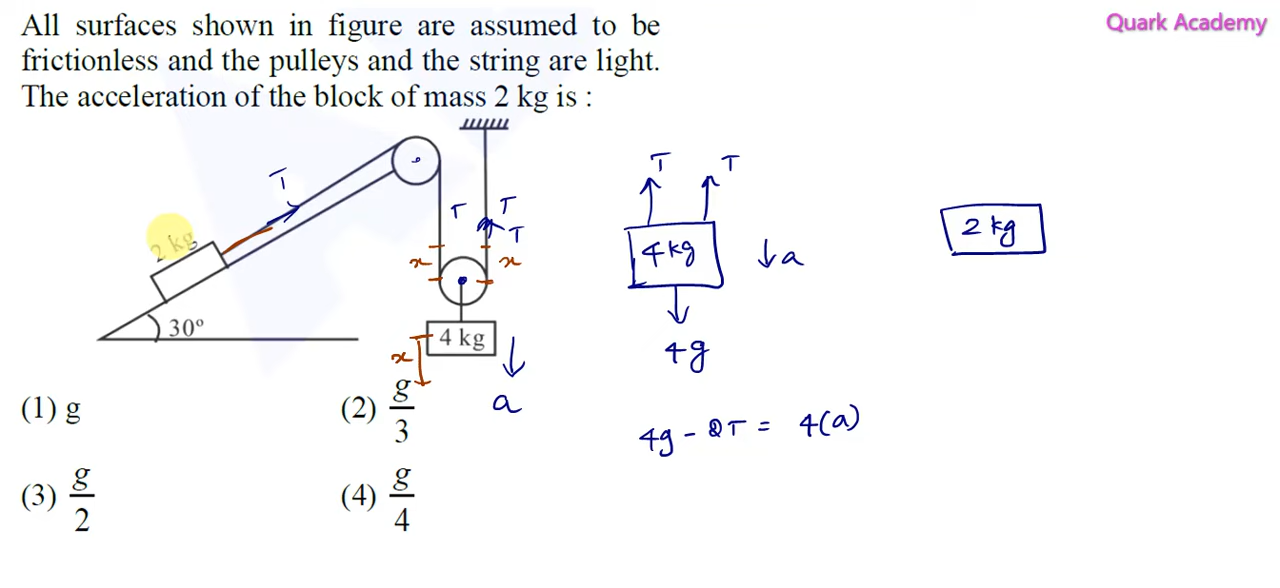 All surfaces shown in figure are assumed to be
frictionless and the pulleys and the string are light.
The acceleration of the block of mass 2 kg is :
Quark Academy
T
2 kg
30°
T
T
T
x
x
4 kg
x
a
T
T
4kg
↓a
4g
2kg
4g - 2T = 4(a)
(1) g
(2) g/3
(3) g/2
(4) g/4